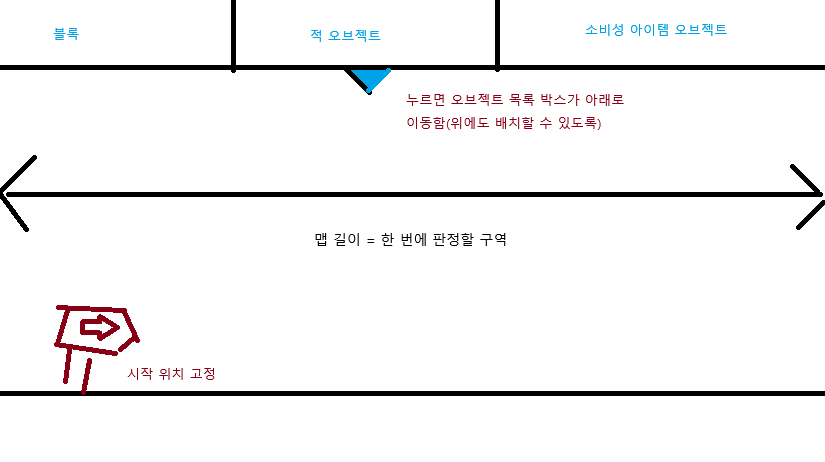 블록
적 오브젝트
소비성 아이템 오브젝트
누르면 오브젝트 목록 박스가 아래로
이동함(위에도 배치할 수 있도록)
맵 길이 = 한 번에 판정할 구역
시작 위치 고정